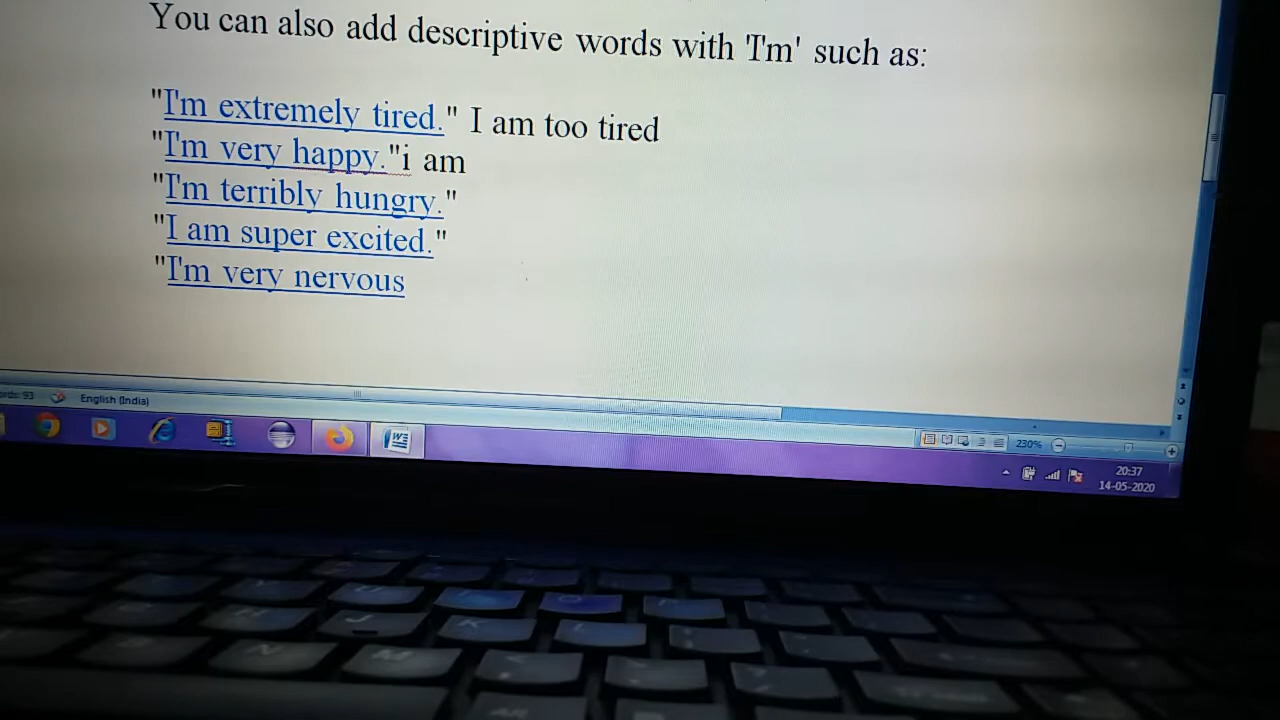 You can also add descriptive words with 'I'm' such as:
"I'm extremely tired." I am too tired
"I'm very happy."i am
"I'm terribly hungry."
"I am super excited."
"I'm very nervous
English (India)
230%
20:37
14-05-2020